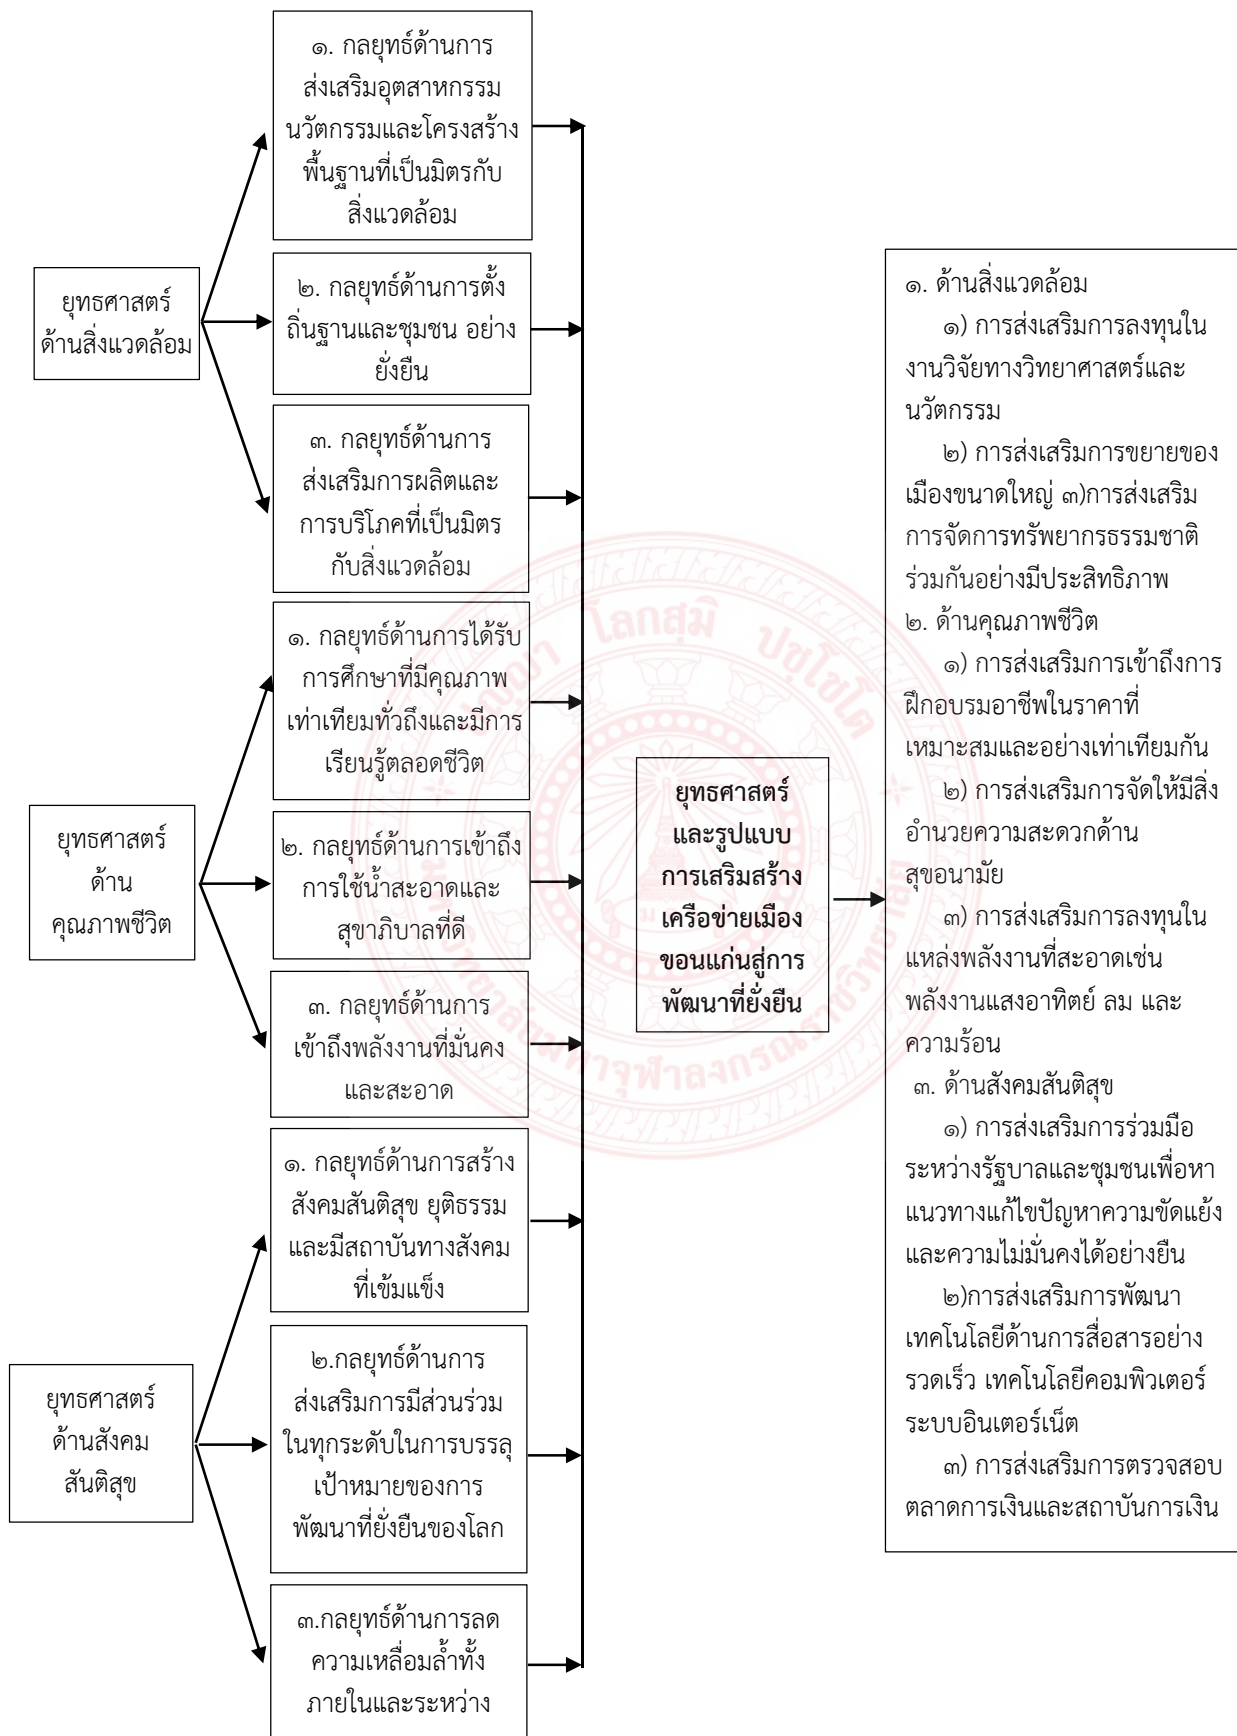 ยุทธศาสตร์
ด้านสิ่งแวดล้อม
๑. กลยุทธ์ด้านการ
ส่งเสริมอุตสาหกรรม
นวัตกรรมและโครงสร้าง
พื้นฐานที่เป็นมิตรกับ
สิ่งแวดล้อม
๒. กลยุทธ์ด้านการตั้ง
ถิ่นฐานและชุมชน อย่าง
ยั่งยืน
๓. กลยุทธ์ด้านการ
ส่งเสริมการผลิตและ
การบริโภคที่เป็นมิตร
กับสิ่งแวดล้อม
ยุทธศาสตร์
ด้าน
คุณภาพชีวิต
๑. กลยุทธ์ด้านการได้รับ
การศึกษาที่มีคุณภาพ
เท่าเทียมทั่วถึงและมีการ
เรียนรู้ตลอดชีวิต
๒. กลยุทธ์ด้านการเข้าถึง
การใช้น้ำสะอาดและ
สุขาภิบาลที่ดี
๓. กลยุทธ์ด้านการ
เข้าถึงพลังงานที่มั่นคง
และสะอาด
ยุทธศาสตร์
ด้านสังคม
สันติสุข
๑. กลยุทธ์ด้านการสร้าง
สังคมสันติสุข ยุติธรรม
และมีสถาบันทางสังคม
ที่เข้มแข็ง
๒.กลยุทธ์ด้านการ
ส่งเสริมการมีส่วนร่วม
ในทุกระดับในการบรรลุ
เป้าหมายของการ
พัฒนาที่ยั่งยืนของโลก
๓.กลยุทธ์ด้านการลด
ความเหลื่อมล้ำทั้ง
ภายในและระหว่าง
ยุทธศาสตร์
และรูปแบบ
การเสริมสร้าง
เครือข่ายเมือง
ขอนแก่นสู่การ
พัฒนาที่ยั่งยืน
๑. ด้านสิ่งแวดล้อม
๑) การส่งเสริมการลงทุนใน
งานวิจัยทางวิทยาศาสตร์และ
นวัตกรรม
๒) การส่งเสริมการขยายของ
เมืองขนาดใหญ่ ๓)การส่งเสริม
การจัดการทรัพยากรธรรมชาติ
ร่วมกันอย่างมีประสิทธิภาพ
๒. ด้านคุณภาพชีวิต
๑) การส่งเสริมการเข้าถึงการ
ฝึกอบรมอาชีพในราคาที่
เหมาะสมและอย่างเท่าเทียมกัน
๒) การส่งเสริมการจัดให้มีสิ่ง
อำนวยความสะดวกด้าน
สุขอนามัย
๓) การส่งเสริมการลงทุนใน
แหล่งพลังงานที่สะอาดเช่น
พลังงานแสงอาทิตย์ ลม และ
ความร้อน
๓. ด้านสังคมสันติสุข
๑) การส่งเสริมการร่วมมือ
ระหว่างรัฐบาลและชุมชนเพื่อหา
แนวทางแก้ไขปัญหาความขัดแย้ง
และความไม่มั่นคงได้อย่างยืน
๒)การส่งเสริมการพัฒนา
เทคโนโลยีด้านการสื่อสารอย่าง
รวดเร็ว เทคโนโลยีคอมพิวเตอร์
ระบบอินเตอร์เน็ต
๓) การส่งเสริมการตรวจสอบ
ตลาดการเงินและสถาบันการเงิน
โลกสฺมิ ปชฺโชโต